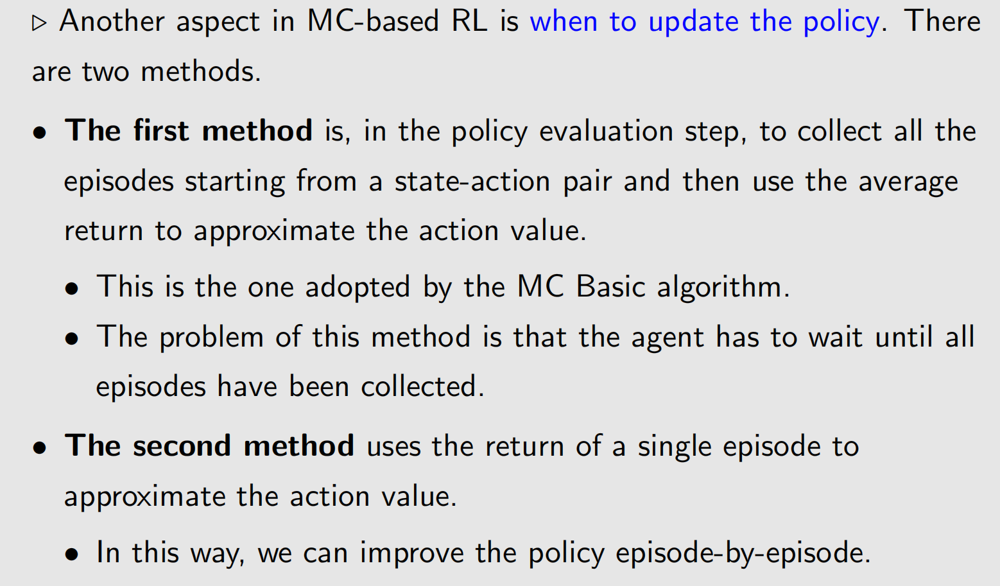 ▷ Another aspect in MC-based RL is when to update the policy. There
are two methods.
• The first method is, in the policy evaluation step, to collect all the
episodes starting from a state-action pair and then use the average
return to approximate the action value.
• This is the one adopted by the MC Basic algorithm.
• The problem of this method is that the agent has to wait until all
episodes have been collected.
• The second method uses the return of a single episode to
approximate the action value.
• In this way, we can improve the policy episode-by-episode.